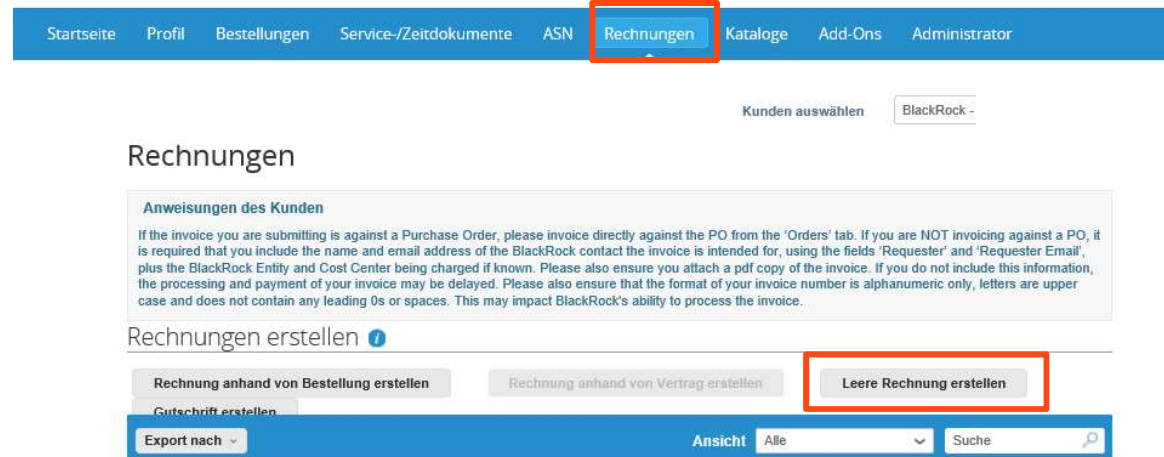 Startseite Profil Bestellungen Service-/Zeitdokumente ASN Rechnungen Kataloge Add-Ons Administrator
Kunden auswählen BlackRock -
Rechnungen
Anweisungen des Kunden
If the invoice you are submitting is against a Purchase Order, please invoice directly against the PO from the 'Orders' tab. If you are NOT invoicing against a PO, it
is required that you include the name and email address of the BlackRock contact the invoice is intended for, using the fields 'Requester' and 'Requester Email',
plus the BlackRock Entity and Cost Center being charged if known. Please also ensure you attach a pdf copy of the invoice. If you do not include this information,
the processing and payment of your invoice may be delayed. Please also ensure that the format of your invoice number is alphanumeric only, letters are upper
case and does not contain any leading 0s or spaces. This may impact BlackRock's ability to process the invoice.
Rechnungen erstellen i
Rechnung anhand von Bestellung erstellen Rechnung anhand von Vertrag erstellen Leere Rechnung erstellen
Gutschrift erstellen
Export nach Ansicht Alle Suche